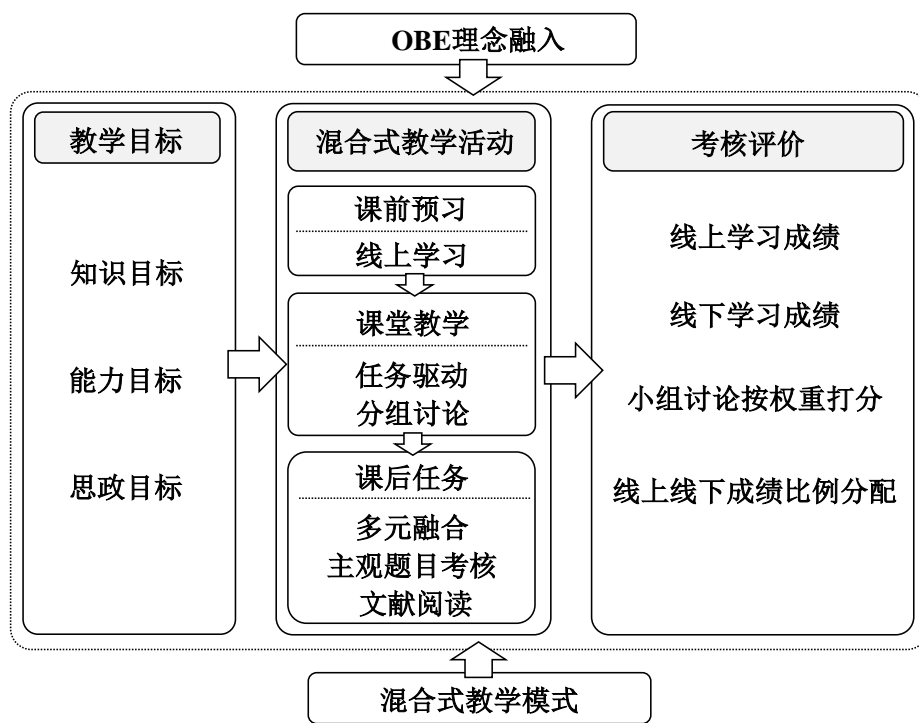 OBE理念融入
教学目标
知识目标
能力目标
思政目标
混合式教学活动
课前预习
线上学习
课堂教学
任务驱动
分组讨论
课后任务
多元融合
主观题目考核
文献阅读
考核评价
线上学习成绩
线下学习成绩
小组讨论按权重打分
线上线下成绩比例分配
混合式教学模式